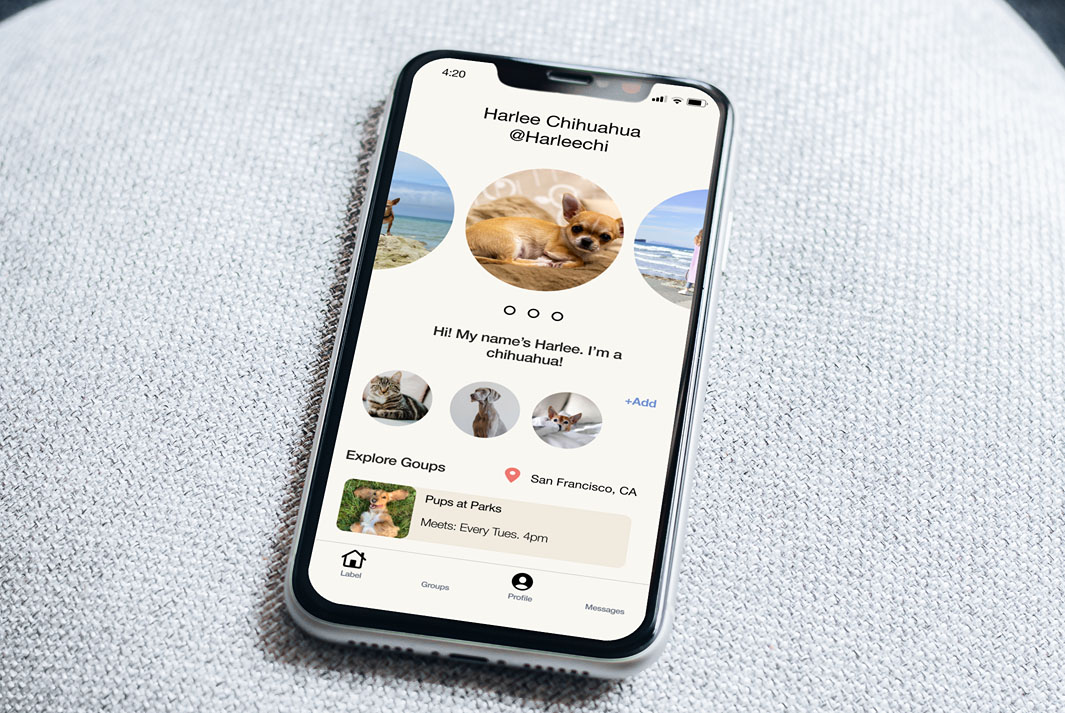 4:20
Harlee Chihuahua
@Harleechi
Hi! My name's Harlee. I'm a
chihuahua!
+Add
Explore Goups
San Francisco, CA
Pups at Parks
Meets: Every Tues. 4pm
Label
Groups
Profile
Messages